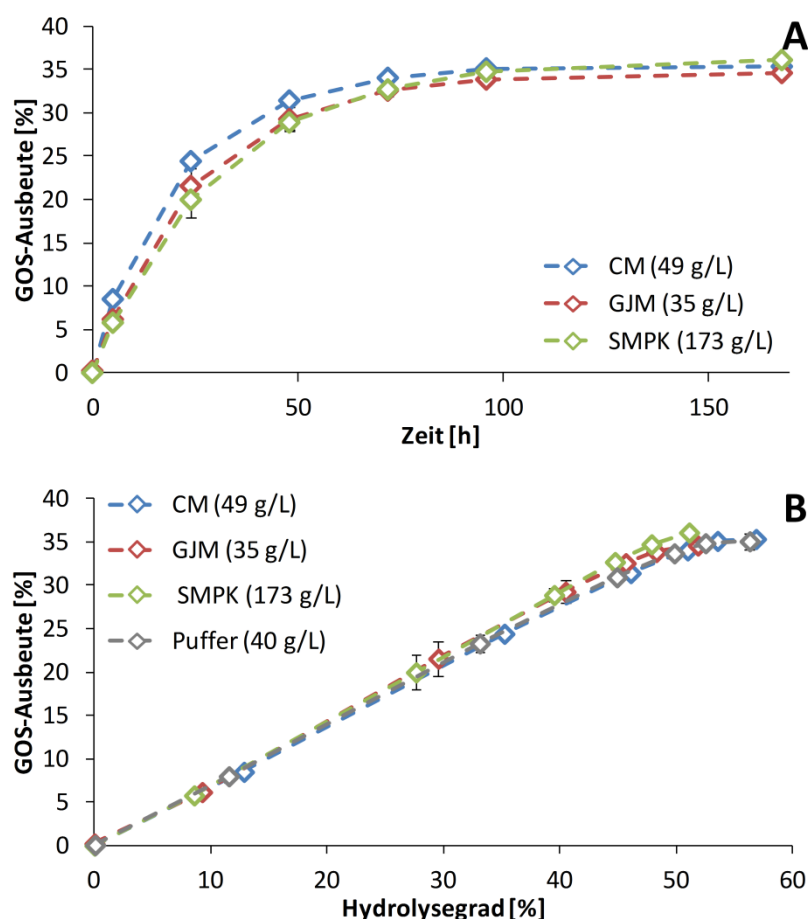 A
GOS-Ausbeute [%]
40
35
30
25
20
15
10
5
0
CM (49 g/L)
GJM (35 g/L)
SMPK (173 g/L)
0 50 100 150
Zeit [h]
B
GOS-Ausbeute [%]
40
35
30
25
20
15
10
5
0
CM (49 g/L)
GJM (35 g/L)
SMPK (173 g/L)
Puffer (40 g/L)
0 10 20 30 40 50 60
Hydrolysegrad [%]